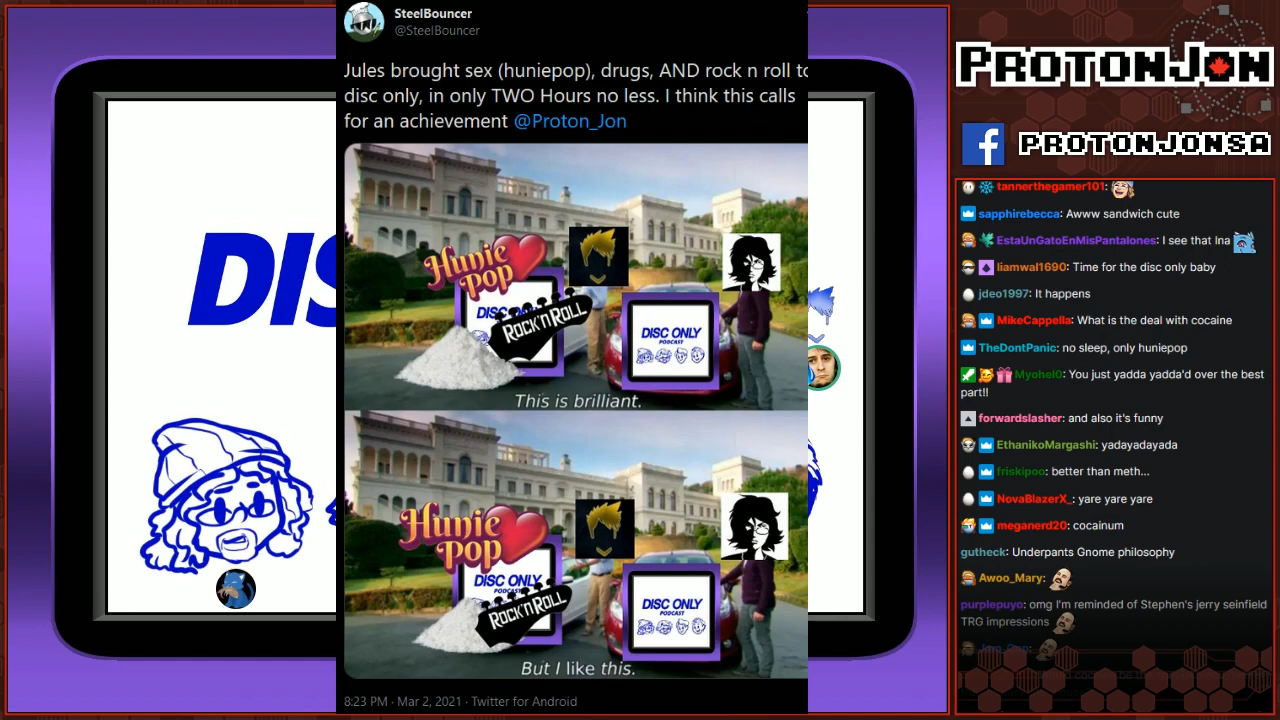 SteelBouncer
@SteelBouncer
Jules brought sex (huniepop), drugs, AND rock n roll to
disc only, in only TWO Hours no less. I think this calls
for an achievement @Proton_Jon
DIS
Hunie
pop
DISC ONLY
ROCK'N ROLL
DISC ONLY
PODCAST
This is brilliant.
Hunie
pop
DISC ONLY
PODCAST
ROCK'N ROLL
DISC ONLY
PODCAST
But I like this.
8:23 PM · Mar 2, 2021 · Twitter for Android
PROTONJON
f PROTONJONSA
tannerthegamer101:
sapphirebecca: Awww sandwich cute
EstaUnGatoEnMisPantalones: I see that Ina
liamwal1690: Time for the disc only baby
jdeo1997: It happens
MikeCappella: What is the deal with cocaine
TheDontPanic: no sleep, only huniepop
Myohel0: You just yadda yadda'd over the best
part!!
forwardslasher: and also it's funny
EthanikoMargashi: yadayadayada
friskipoo: better than meth...
NovaBlazerX_: yare yare yare
meganerd20: cocainum
gutheck: Underpants Gnome philosophy
Awoo_Mary:
purplepuyo: omg I'm reminded of Stephen's jerry seinfield
TRG impressions